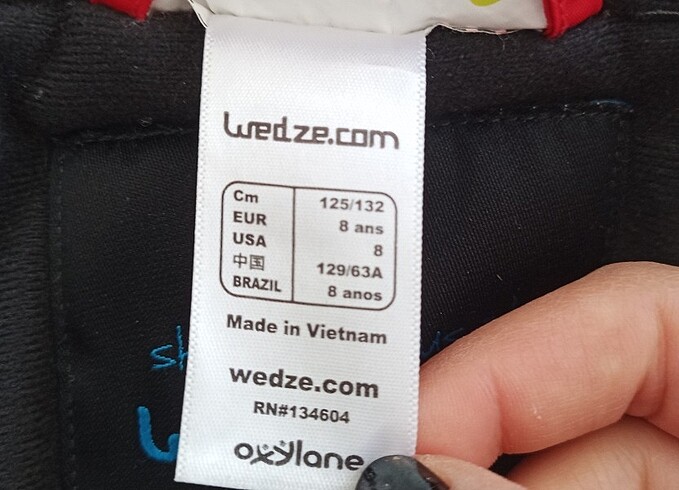 wedze.com
Cm 125/132
EUR 8 ans
USA 8
中国 129/63A
BRAZIL 8 anos
Made in Vietnam
wedze.com
RN#134604
oxylane